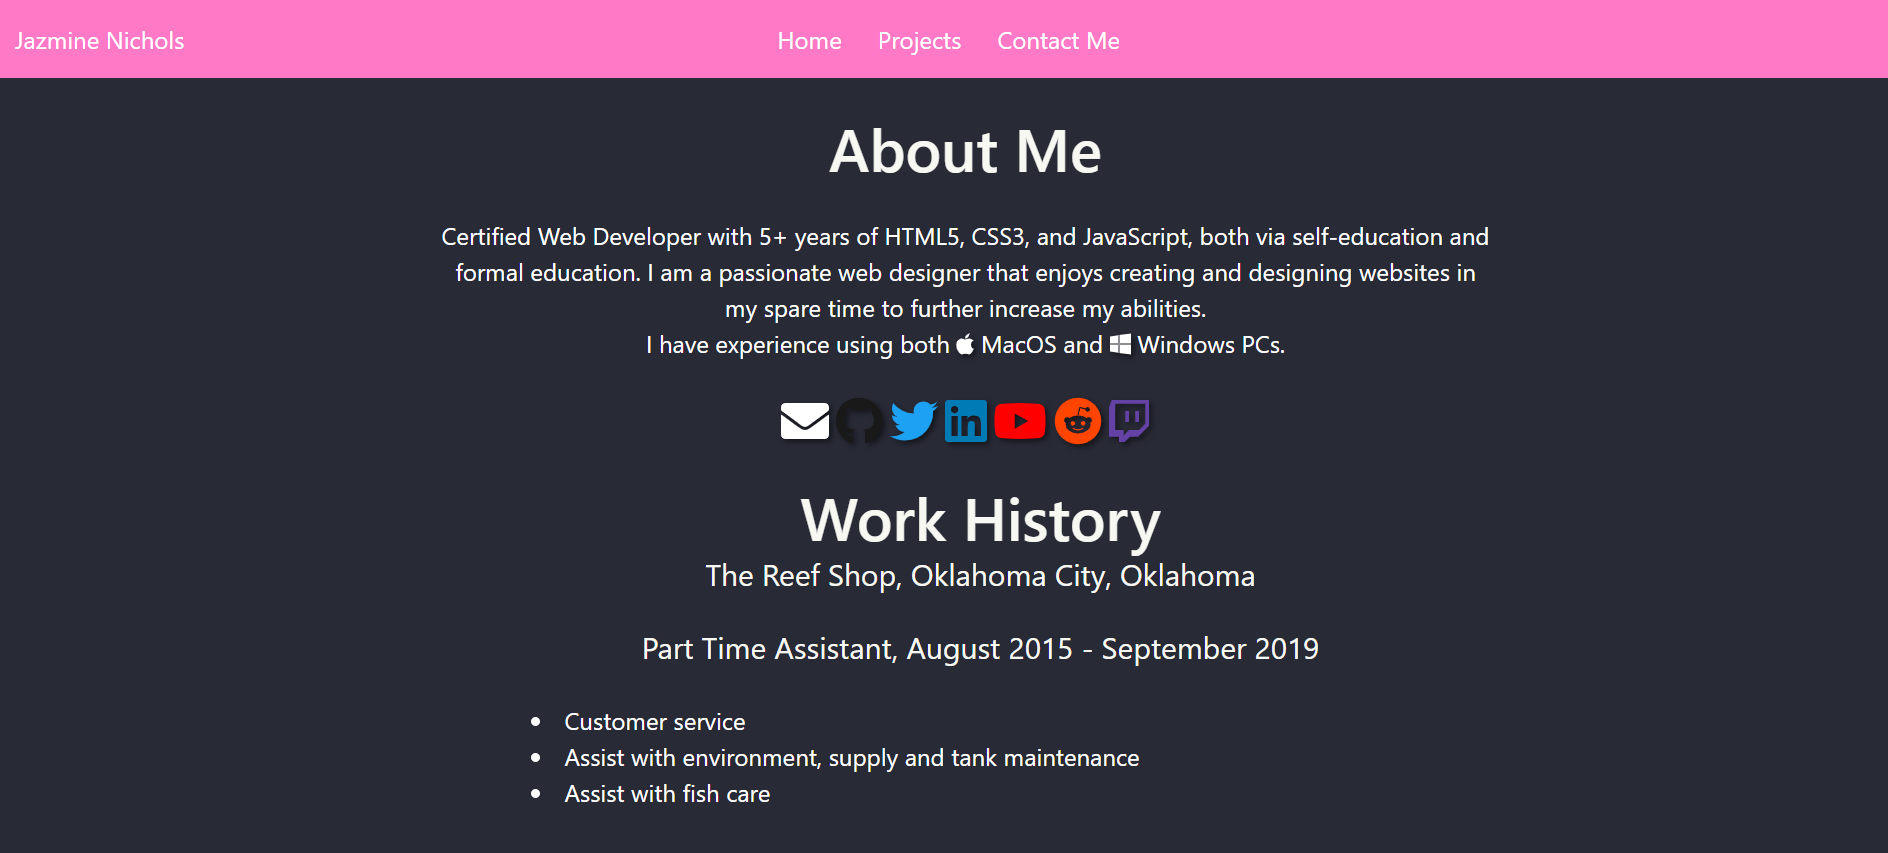 Jazmine Nichols
Home Projects Contact Me
About Me
Certified Web Developer with 5+ years of HTML5, CSS3, and JavaScript, both via self-education and
formal education. I am a passionate web designer that enjoys creating and designing websites in
my spare time to further increase my abilities.
I have experience using both MacOS and Windows PCs.
in
Work History
The Reef Shop, Oklahoma City, Oklahoma
Part Time Assistant, August 2015 - September 2019
• Customer service
• Assist with environment, supply and tank maintenance
• Assist with fish care